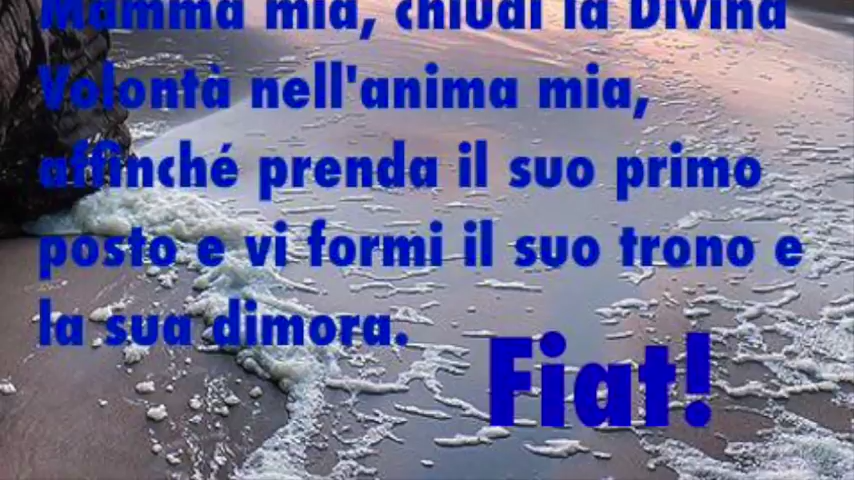 Mamma mia, chiudi la Divina
Volontà nell'anima mia,
affinché prenda il suo primo
posto e vi formi il suo trono e
la sua dimora.
Fiat!